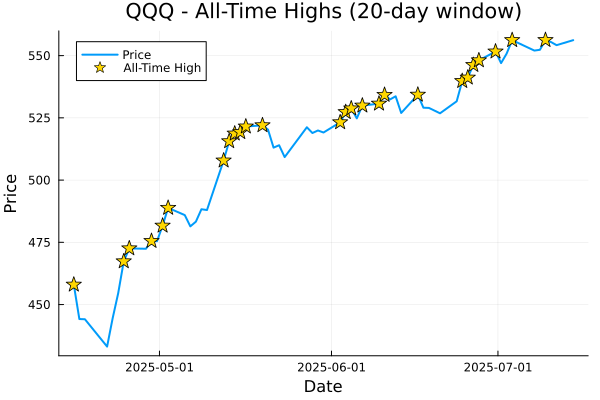 QQQ - All-Time Highs (20-day window)
Price
All-Time High
550
525
500
475
450
Price
2025-05-01
2025-06-01
2025-07-01
Date